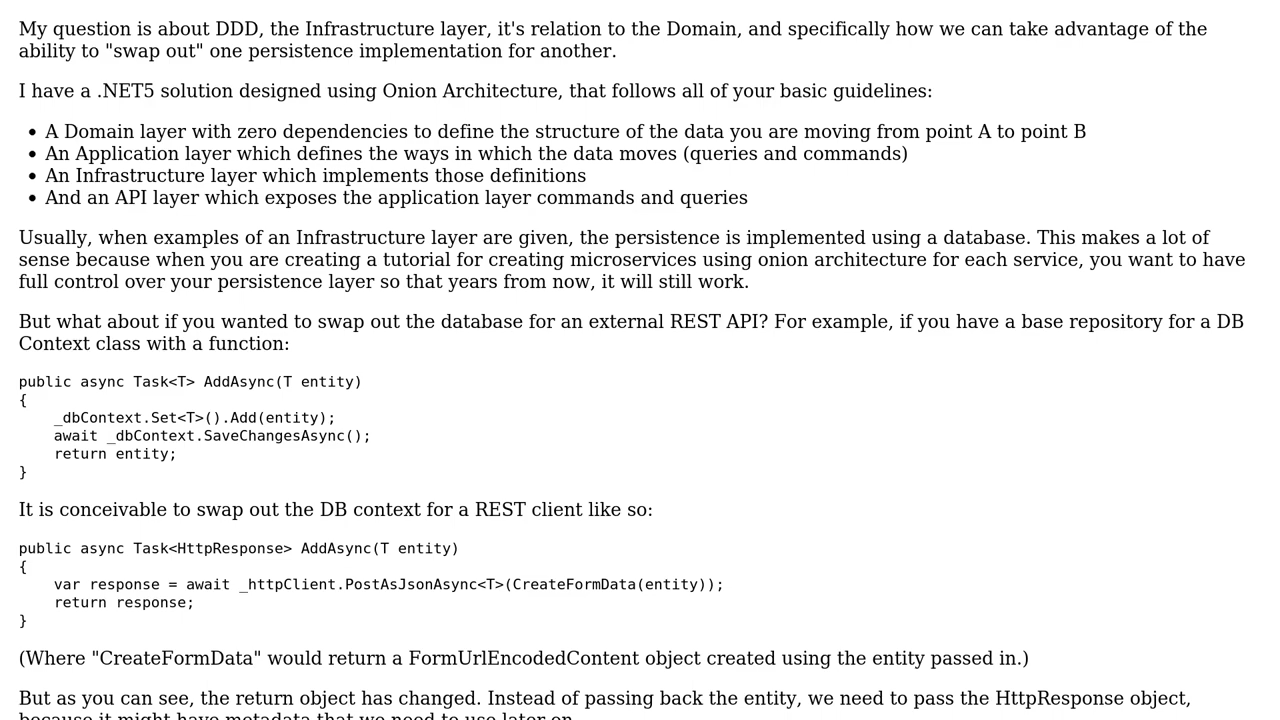 My question is about DDD, the Infrastructure layer, it's relation to the Domain, and specifically how we can take advantage of the
ability to "swap out" one persistence implementation for another.
I have a .NET5 solution designed using Onion Architecture, that follows all of your basic guidelines:
• A Domain layer with zero dependencies to define the structure of the data you are moving from point A to point B
• An Application layer which defines the ways in which the data moves (queries and commands)
• An Infrastructure layer which implements those definitions
• And an API layer which exposes the application layer commands and queries
Usually, when examples of an Infrastructure layer are given, the persistence is implemented using a database. This makes a lot of
sense because when you are creating a tutorial for creating microservices using onion architecture for each service, you want to have
full control over your persistence layer so that years from now, it will still work.
But what about if you wanted to swap out the database for an external REST API? For example, if you have a base repository for a DB
Context class with a function:
public async Task<T> AddAsync(T entity)
{
    _dbContext.Set<T>().Add(entity);
    await _dbContext.SaveChangesAsync();
    return entity;
}
It is conceivable to swap out the DB context for a REST client like so:
public async Task<HttpResponse> AddAsync(T entity)
{
    var response = await _httpClient.PostAsJsonAsync<T>(CreateFormData(entity));
    return response;
}
(Where "CreateFormData" would return a FormUrlEncodedContent object created using the entity passed in.)
But as you can see, the return object has changed. Instead of passing back the entity, we need to pass the HttpResponse object,
because it might have metadata that we need to use later on